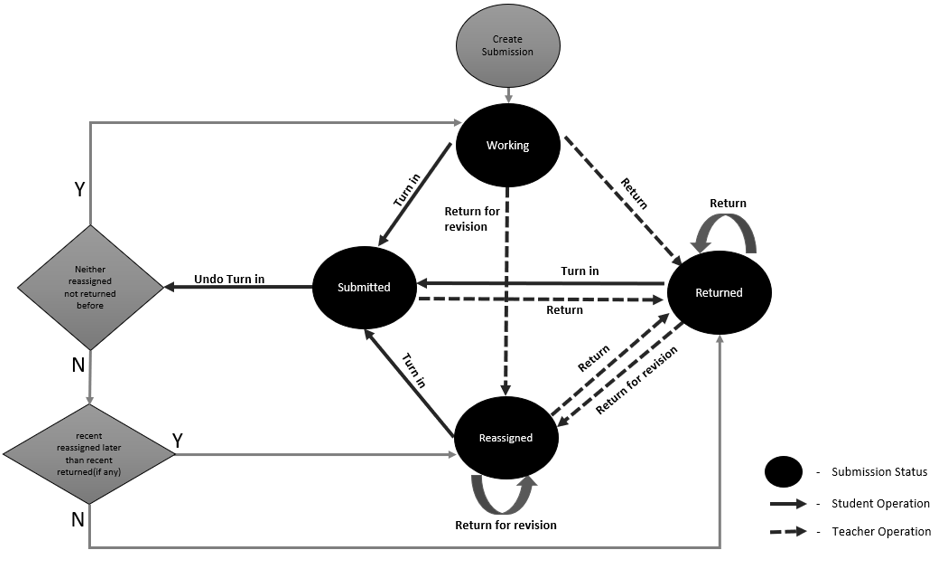 Create
Submission
Working
Y
Turn in
Return for
revision
Return
Return
Neither
reassigned
not returned
before
Undo Turn in
Submitted
Turn in
Return
Returned
N
Turn in
Return
Return for revision
recent
reassigned later
than recent
returned(if any)
Y
Reassigned
N
Return for revision
- Submission Status
- Student Operation
- Teacher Operation